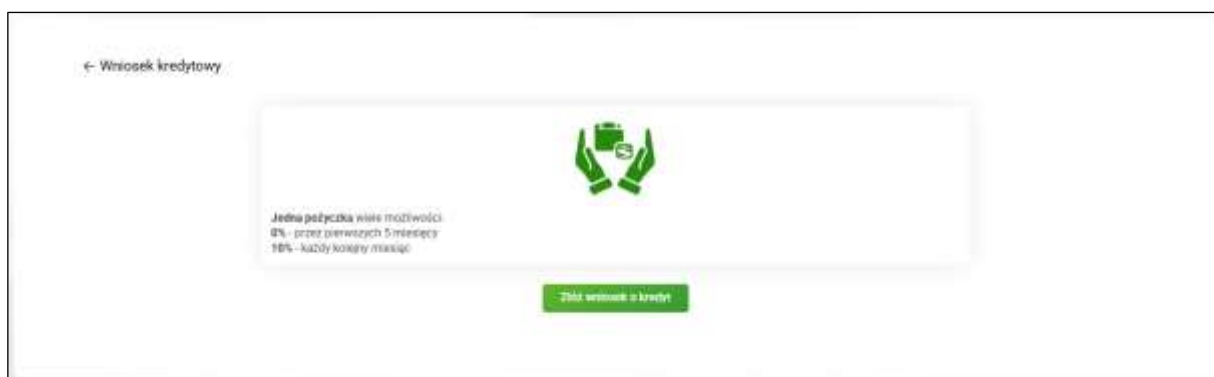 ← Wniosek kredytowy
Jedna pożyczka wiele możliwości
0% - przez pierwszych 5 miesięcy
10% - każdy kolejny miesiąc
Złóż wniosek o kredyt